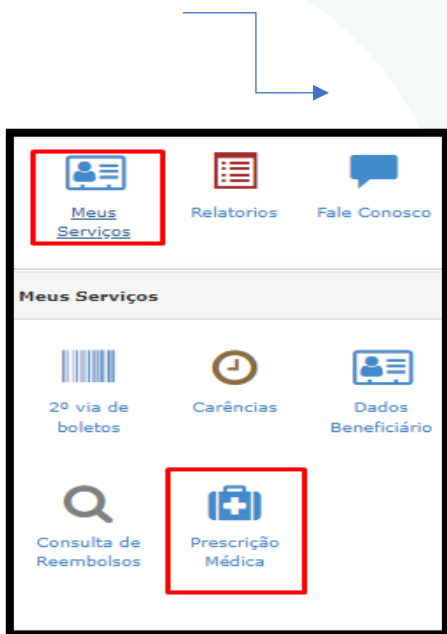 Meus Relatorios Fale Conosco
Serviços
Meus Serviços
2º via de Carências Dados
boletos Beneficiário
Consulta de Prescrição
Reembolsos Médica